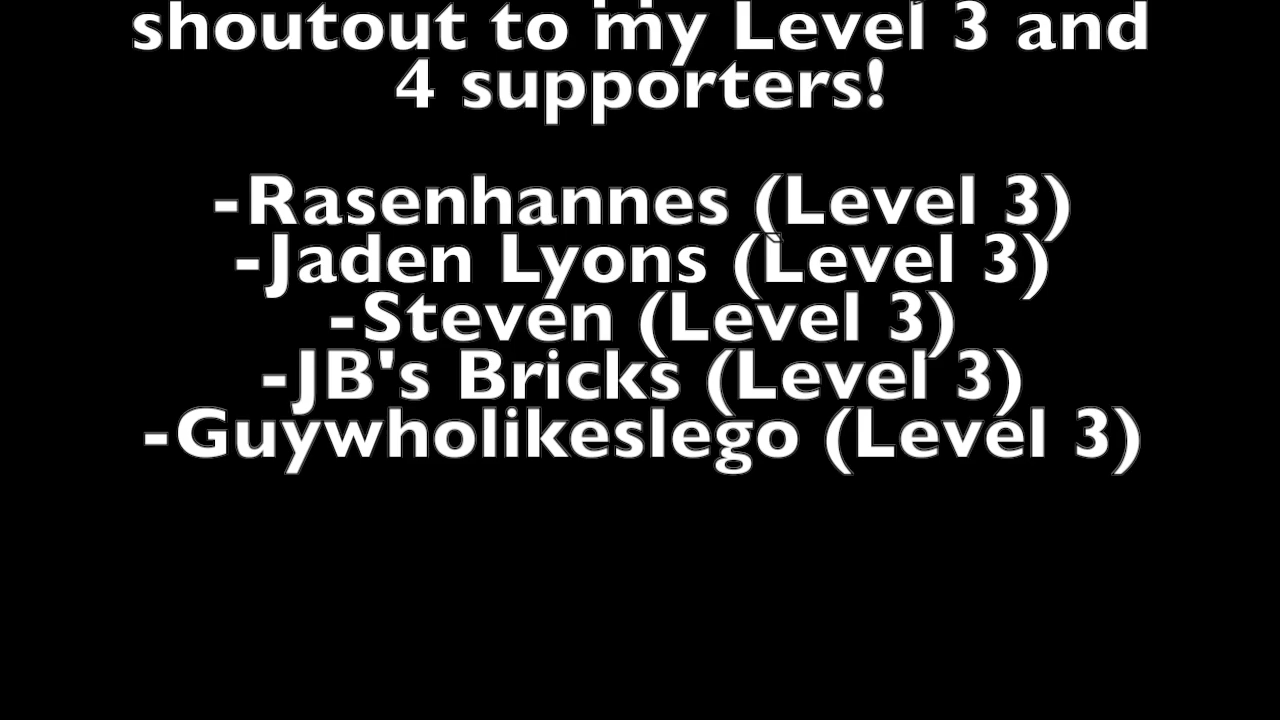 shoutout to my Level 3 and
4 supporters!
-Rasenhannes (Level 3)
-Jaden Lyons (Level 3)
-Steven (Level 3)
-JB's Bricks (Level 3)
-Guywholikeslego (Level 3)